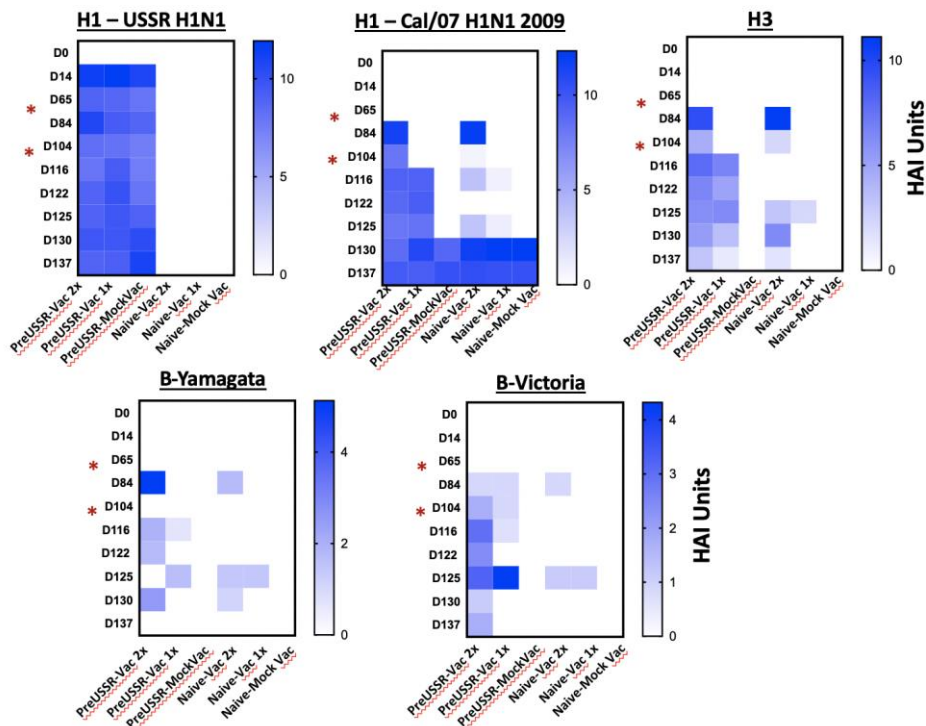 H1 – USSR H1N1
H1 – Cal/07 H1N1 2009
H3
D0
D14
D65
*
D84
D104
*
D116
D122
D125
D130
D137
10
5
0
PreUSSR-Vac 2x
PreUSSR-Vac 1x
PreUSSR-MockVac
Naive-Vac 2x
Naive-Vac 1x
Naive-Mock Vac
D0
D14
D65
*
D84
D104
*
D116
D122
D125
D130
D137
10
5
0
PreUSSR-Vac 2x
PreUSSR-Vac 1x
PreUSSR-MockVac
Naive-Vac 2x
Naive-Vac 1x
Naive-Mock Vac
D0
D14
D65
*
D84
D104
*
D116
D122
D125
D130
D137
10
5
0
HAI Units
PreUSSR-Vac 2x
PreUSSR-Vac 1x
PreUSSR-MockVac
Naive-Vac 2x
Naive-Vac 1x
Naive-Mock Vac
B-Yamagata
B-Victoria
D0
D14
D65
*
D84
D104
*
D116
D122
D125
D130
D137
4
2
0
PreUSSR-Vac 2x
PreUSSR-Vac 1x
PreUSSR-MockVac
Naive-Vac 2x
Naive-Vac 1x
Naive-Mock Vac
D0
D14
D65
*
D84
D104
*
D116
D122
D125
D130
D137
4
3
2
1
0
HAI Units
PreUSSR-Vac 2x
PreUSSR-Vac 1x
PreUSSR-MockVac
Naive-Vac 2x
Naive-Vac 1x
Naive-Mock Vac